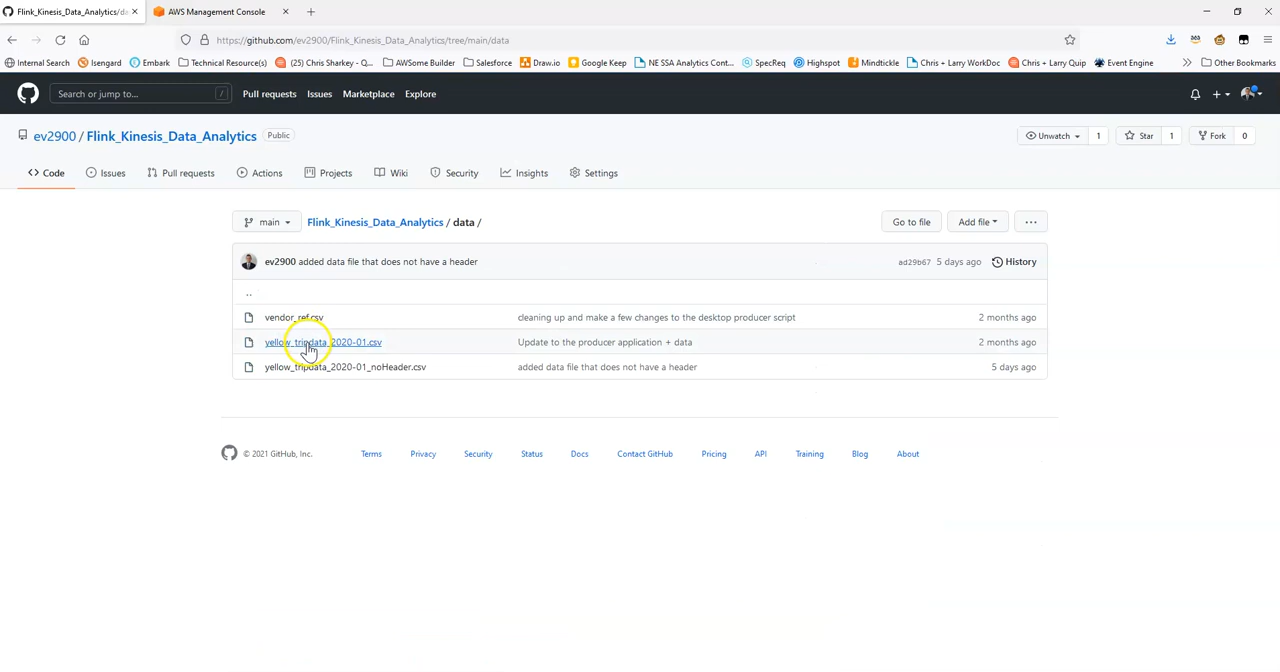 Flink_Kinesis_Data_Analytics/da
AWS Management Console
https://github.com/ev2900/Flink_Kinesis_Data_Analytics/tree/main/data
Internal Search
Isengard
Embark
Technical Resource(s)
(25) Chris Sharkey - Q...
AWSome Builder
Salesforce
Draw.io
Google Keep
NE SSA Analytics Cont...
SpecReq
Highspot
Mindtickle
Chris + Larry WorkDoc
Chris + Larry Quip
Event Engine
Other Bookmarks
Search or jump to...
/
Pull requests
Issues
Marketplace
Explore
ev2900 / Flink_Kinesis_Data_Analytics
Public
Unwatch
1
Star
1
Fork
0
Code
Issues
Pull requests
Actions
Projects
Wiki
Security
Insights
Settings
main
Flink_Kinesis_Data_Analytics / data /
Go to file
Add file
...
ev2900 added data file that does not have a header
ad29b67
5 days ago
History
..
vendor_ref.csv
cleaning up and make a few changes to the desktop producer script
2 months ago
yellow_tripdata_2020-01.csv
Update to the producer application + data
2 months ago
yellow_tripdata_2020-01_noHeader.csv
added data file that does not have a header
5 days ago
© 2021 GitHub, Inc.
Terms
Privacy
Security
Status
Docs
Contact GitHub
Pricing
API
Training
Blog
About